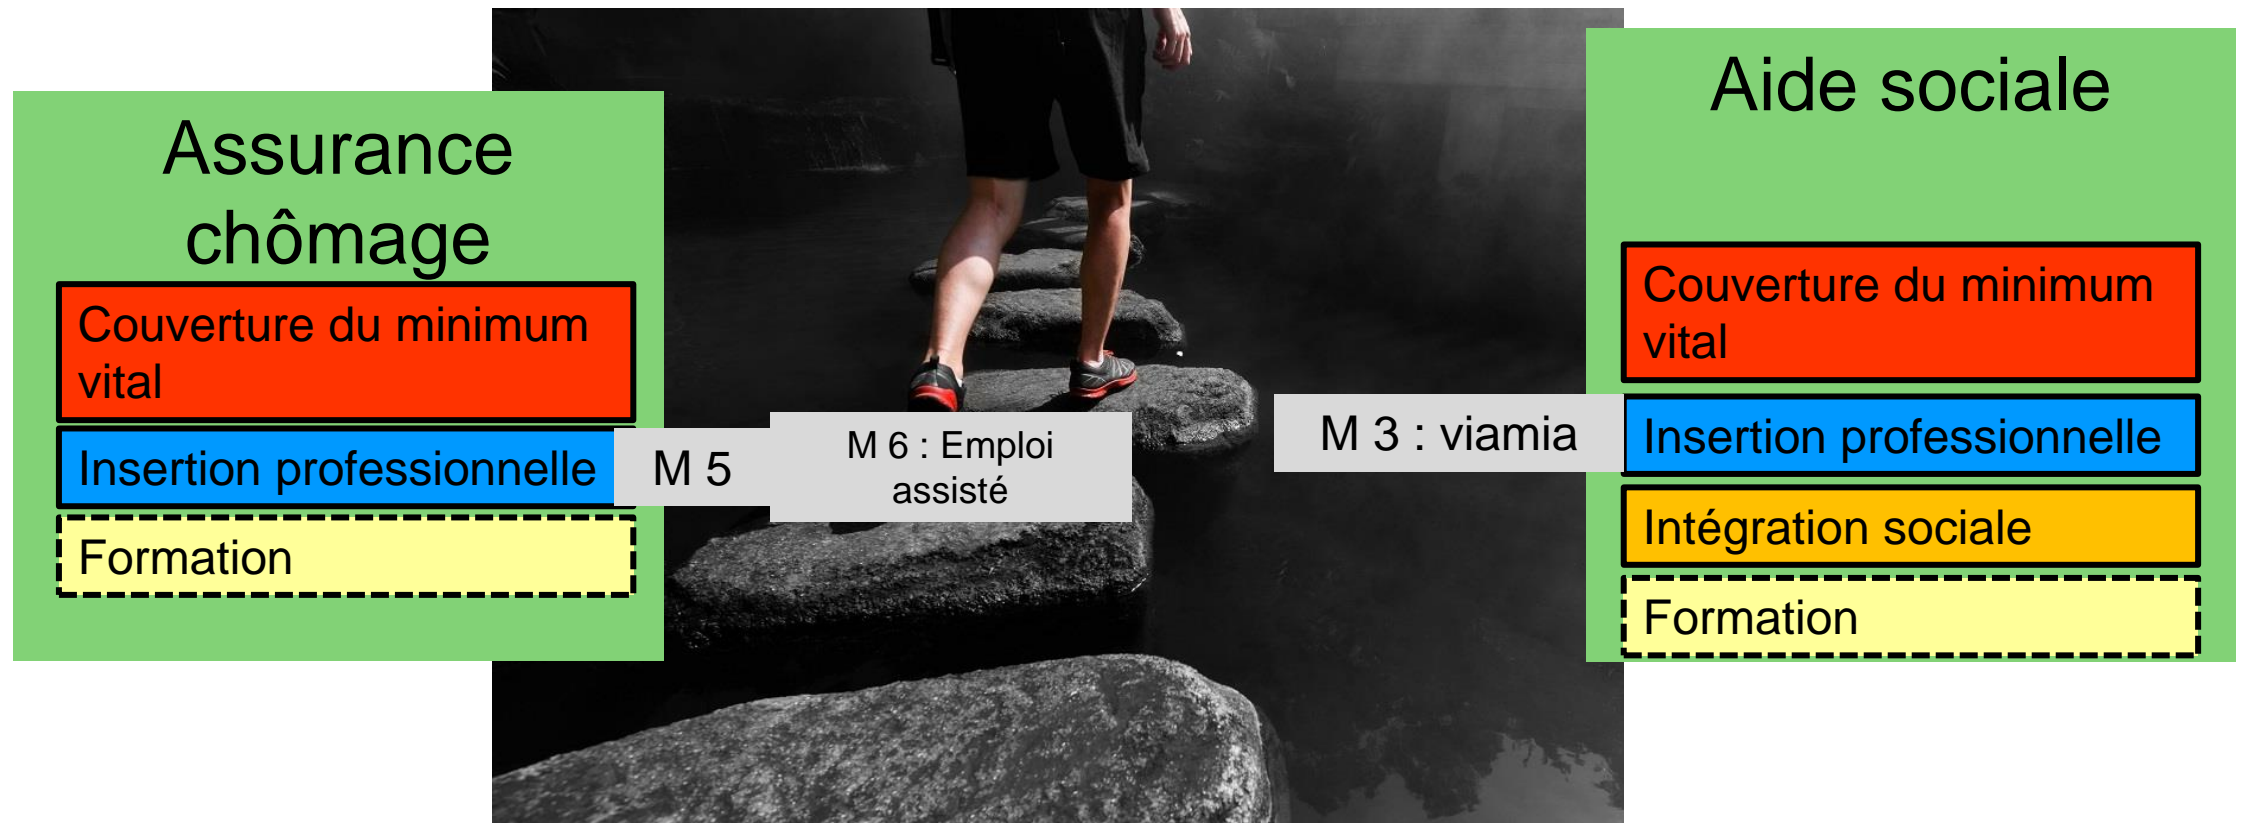 Assurance
chômage
Couverture du minimum
vital
Insertion professionnelle
Formation
M 5
M 6 : Emploi
assisté
M 3 : viamia
Aide sociale
Couverture du minimum
vital
Insertion professionnelle
Intégration sociale
Formation